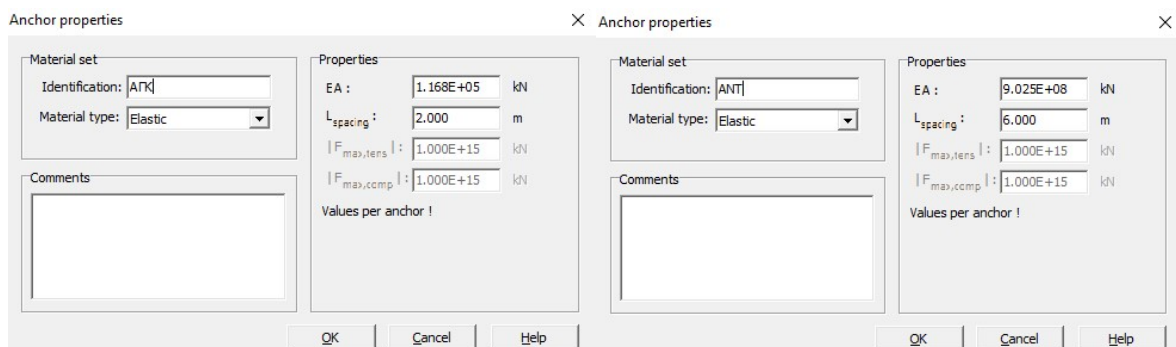 Anchor properties
Material set
Identification: АГК
Material type: Elastic
Comments
Properties
EA : 1.168E+05 kN
Lspacing : 2.000 m
|Fmax,tens| : 1.000E+15 kN
|Fmax,comp| : 1.000E+15 kN
Values per anchor !
OK Cancel Help
Anchor properties
Material set
Identification: ANT
Material type: Elastic
Comments
Properties
EA : 9.025E+08 kN
Lspacing : 6.000 m
|Fmax,tens| : 1.000E+15 kN
|Fmax,comp| : 1.000E+15 kN
Values per anchor !
OK Cancel Help